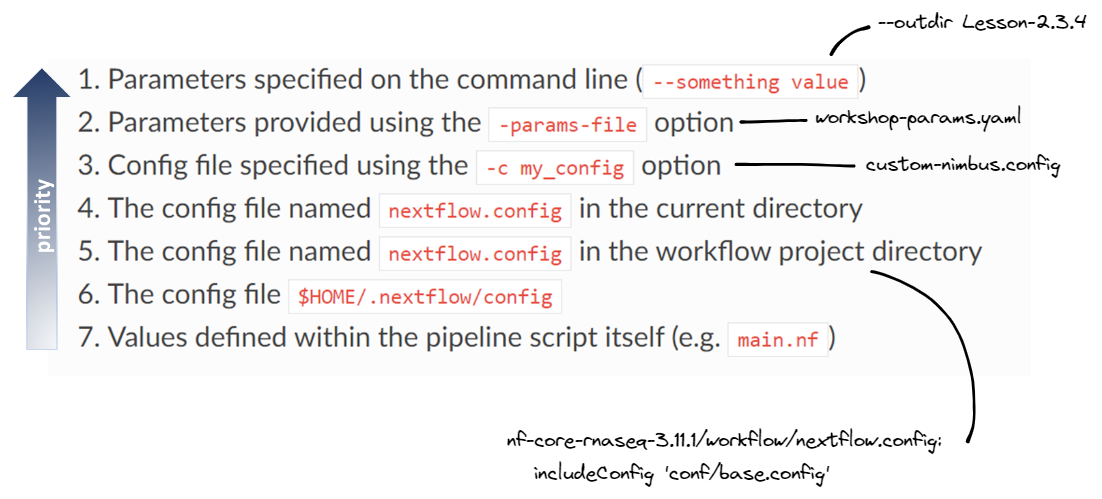 --outdir Lesson-2.3.4
1. Parameters specified on the command line ( --something value )
2. Parameters provided using the -params-file option
workshop-params.yaml
3. Config file specified using the -c my_config option
custom-nimbus.config
4. The config file named nextflow.config in the current directory
5. The config file named nextflow.config in the workflow project directory
6. The config file $HOME/.nextflow/config
7. Values defined within the pipeline script itself (e.g. main.nf )
priority
nf-core-rnaseq-3.11.1/workflow/nextflow.config:
includeConfig 'conf/base.config'